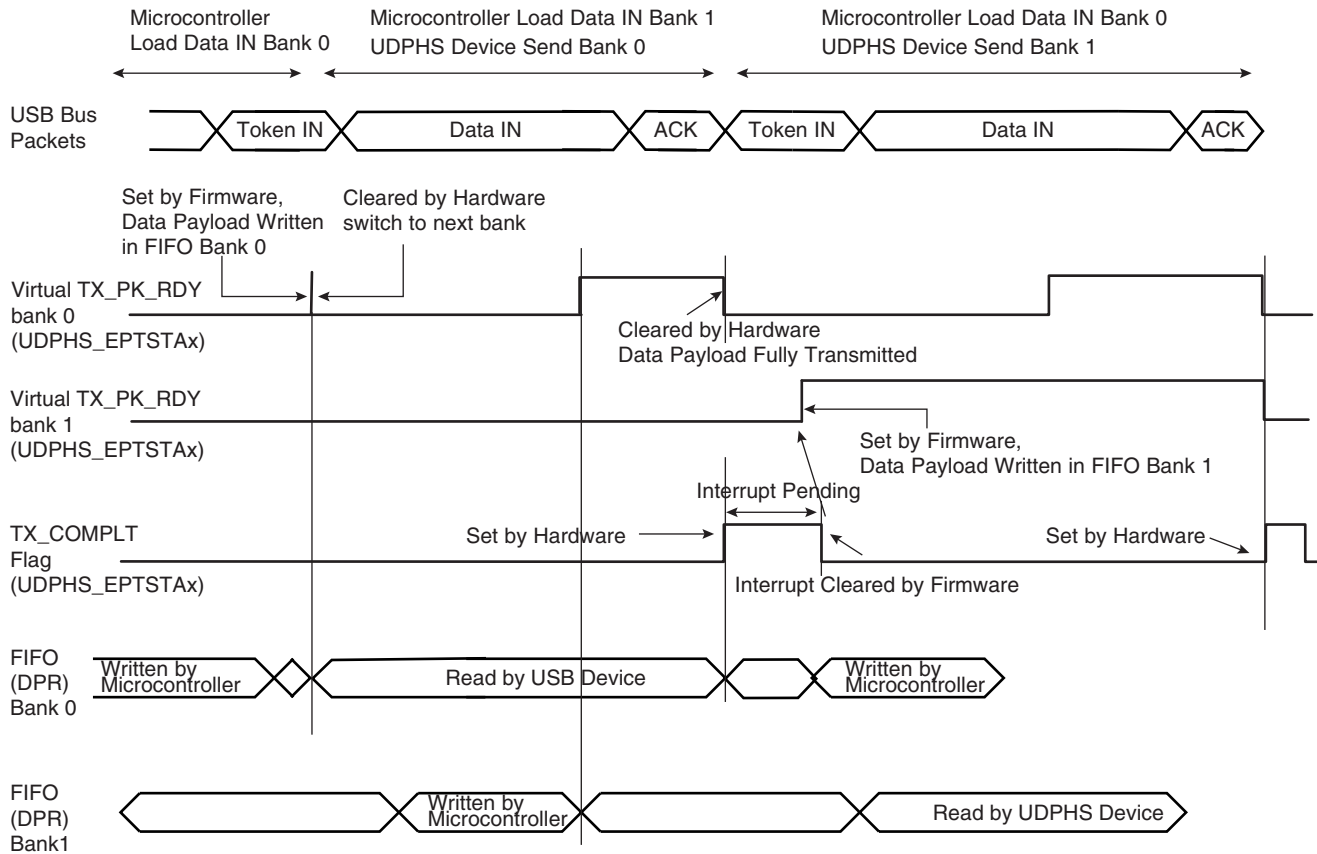 Microcontroller
Load Data IN Bank 0
Microcontroller Load Data IN Bank 1
UDPHS Device Send Bank 0
Microcontroller Load Data IN Bank 0
UDPHS Device Send Bank 1
USB Bus
Packets
Token IN
Data IN
ACK
Token IN
Data IN
ACK
Set by Firmware,
Data Payload Written
in FIFO Bank 0
Cleared by Hardware
switch to next bank
Virtual TX_PK_RDY
bank 0
(UDPHS_EPTSTAx)
Cleared by Hardware
Data Payload Fully Transmitted
Virtual TX_PK_RDY
bank 1
(UDPHS_EPTSTAx)
Set by Firmware,
Data Payload Written in FIFO Bank 1
Interrupt Pending
TX_COMPLT
Flag
(UDPHS_EPTSTAx)
Set by Hardware
Set by Hardware
Interrupt Cleared by Firmware
FIFO
(DPR)
Bank 0
Written by
Microcontroller
Read by USB Device
Written by
Microcontroller
FIFO
(DPR)
Bank1
Written by
Microcontroller
Read by UDPHS Device